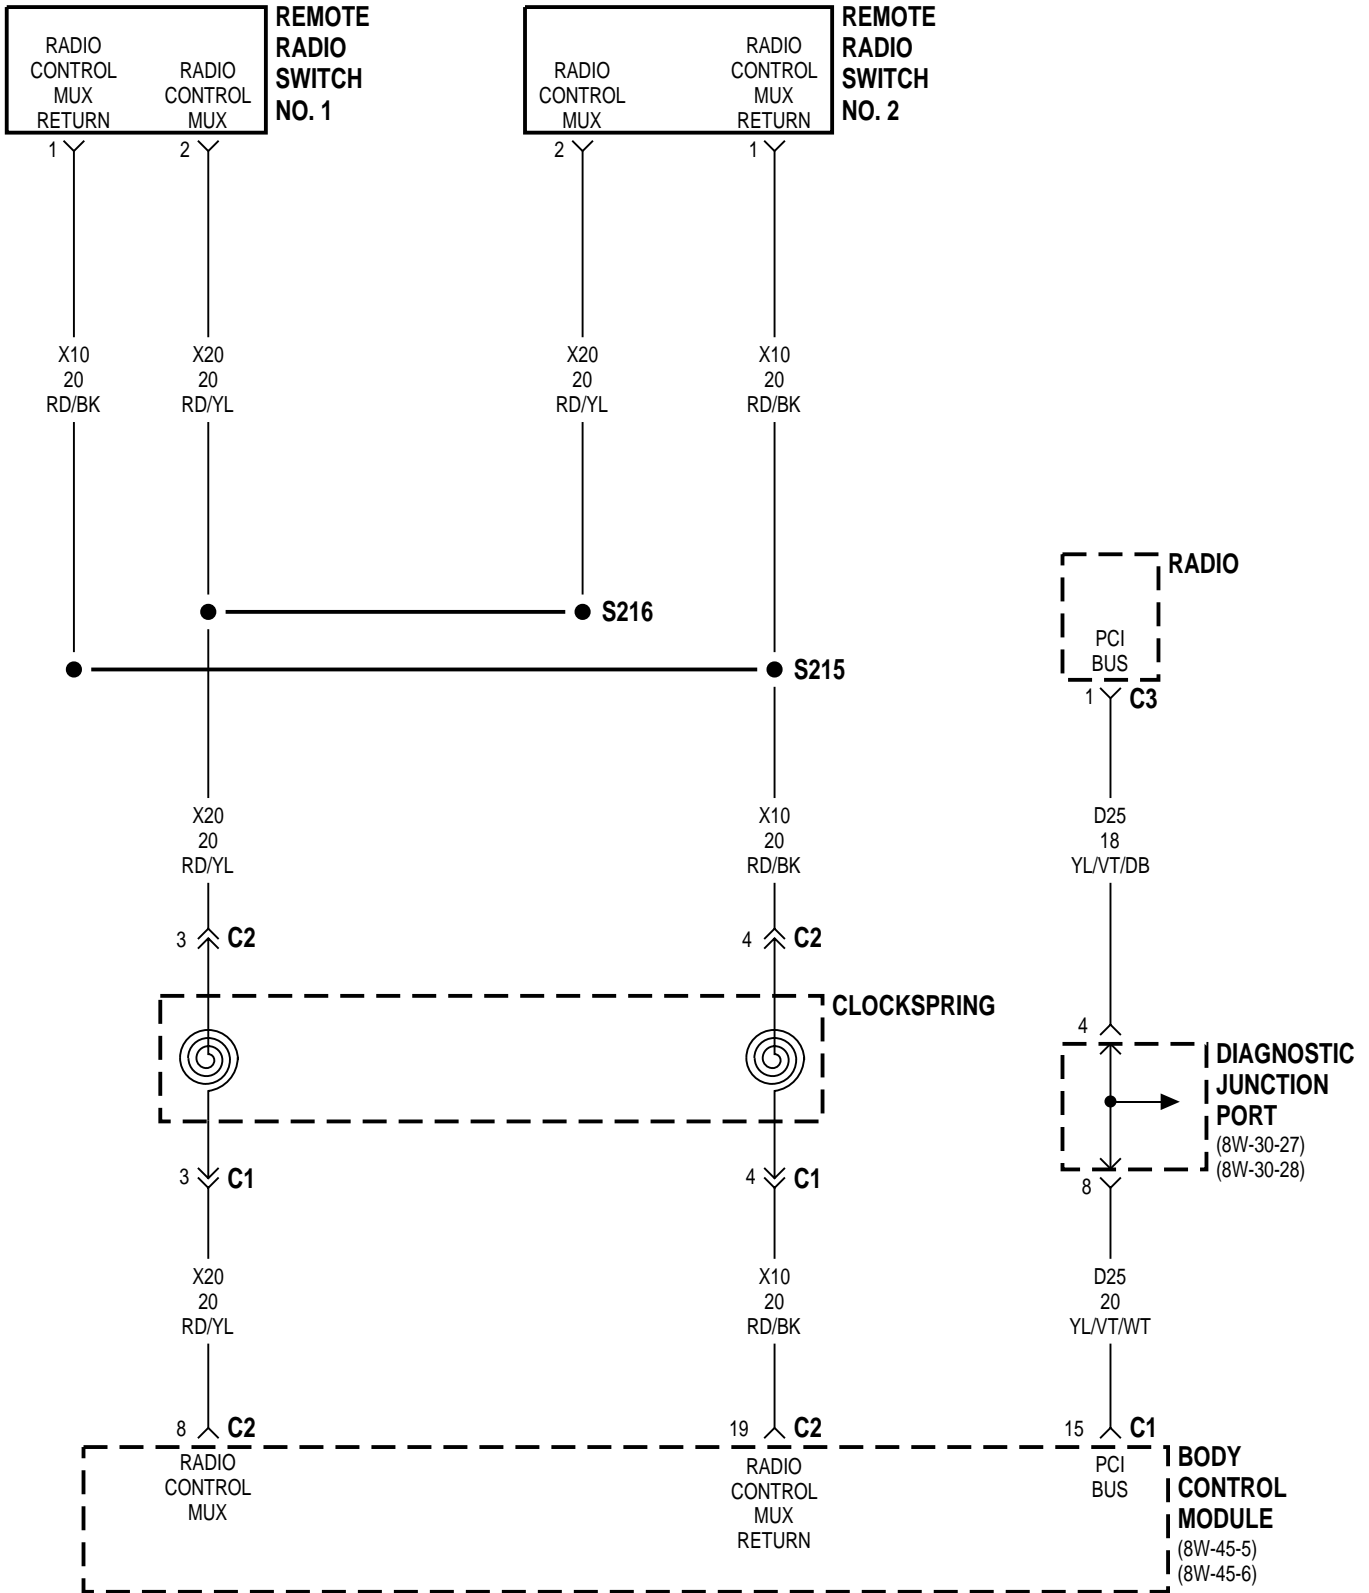 REMOTE
RADIO
SWITCH
NO. 1
RADIO
CONTROL
MUX
RETURN
RADIO
CONTROL
MUX
REMOTE
RADIO
SWITCH
NO. 2
RADIO
CONTROL
MUX
RADIO
CONTROL
MUX
RETURN
1
2
2
1
X10
20
RD/BK
X20
20
RD/YL
X20
20
RD/YL
X10
20
RD/BK
S216
S215
RADIO
PCI
BUS
1
C3
X20
20
RD/YL
X10
20
RD/BK
D25
18
YL/VT/DB
3
C2
4
C2
CLOCKSPRING
4
DIAGNOSTIC
JUNCTION
PORT
(8W-30-27)
(8W-30-28)
3
C1
4
C1
8
X20
20
RD/YL
X10
20
RD/BK
D25
20
YL/VT/WT
8
C2
19
C2
15
C1
RADIO
CONTROL
MUX
RADIO
CONTROL
MUX
RETURN
PCI
BUS
BODY
CONTROL
MODULE
(8W-45-5)
(8W-45-6)